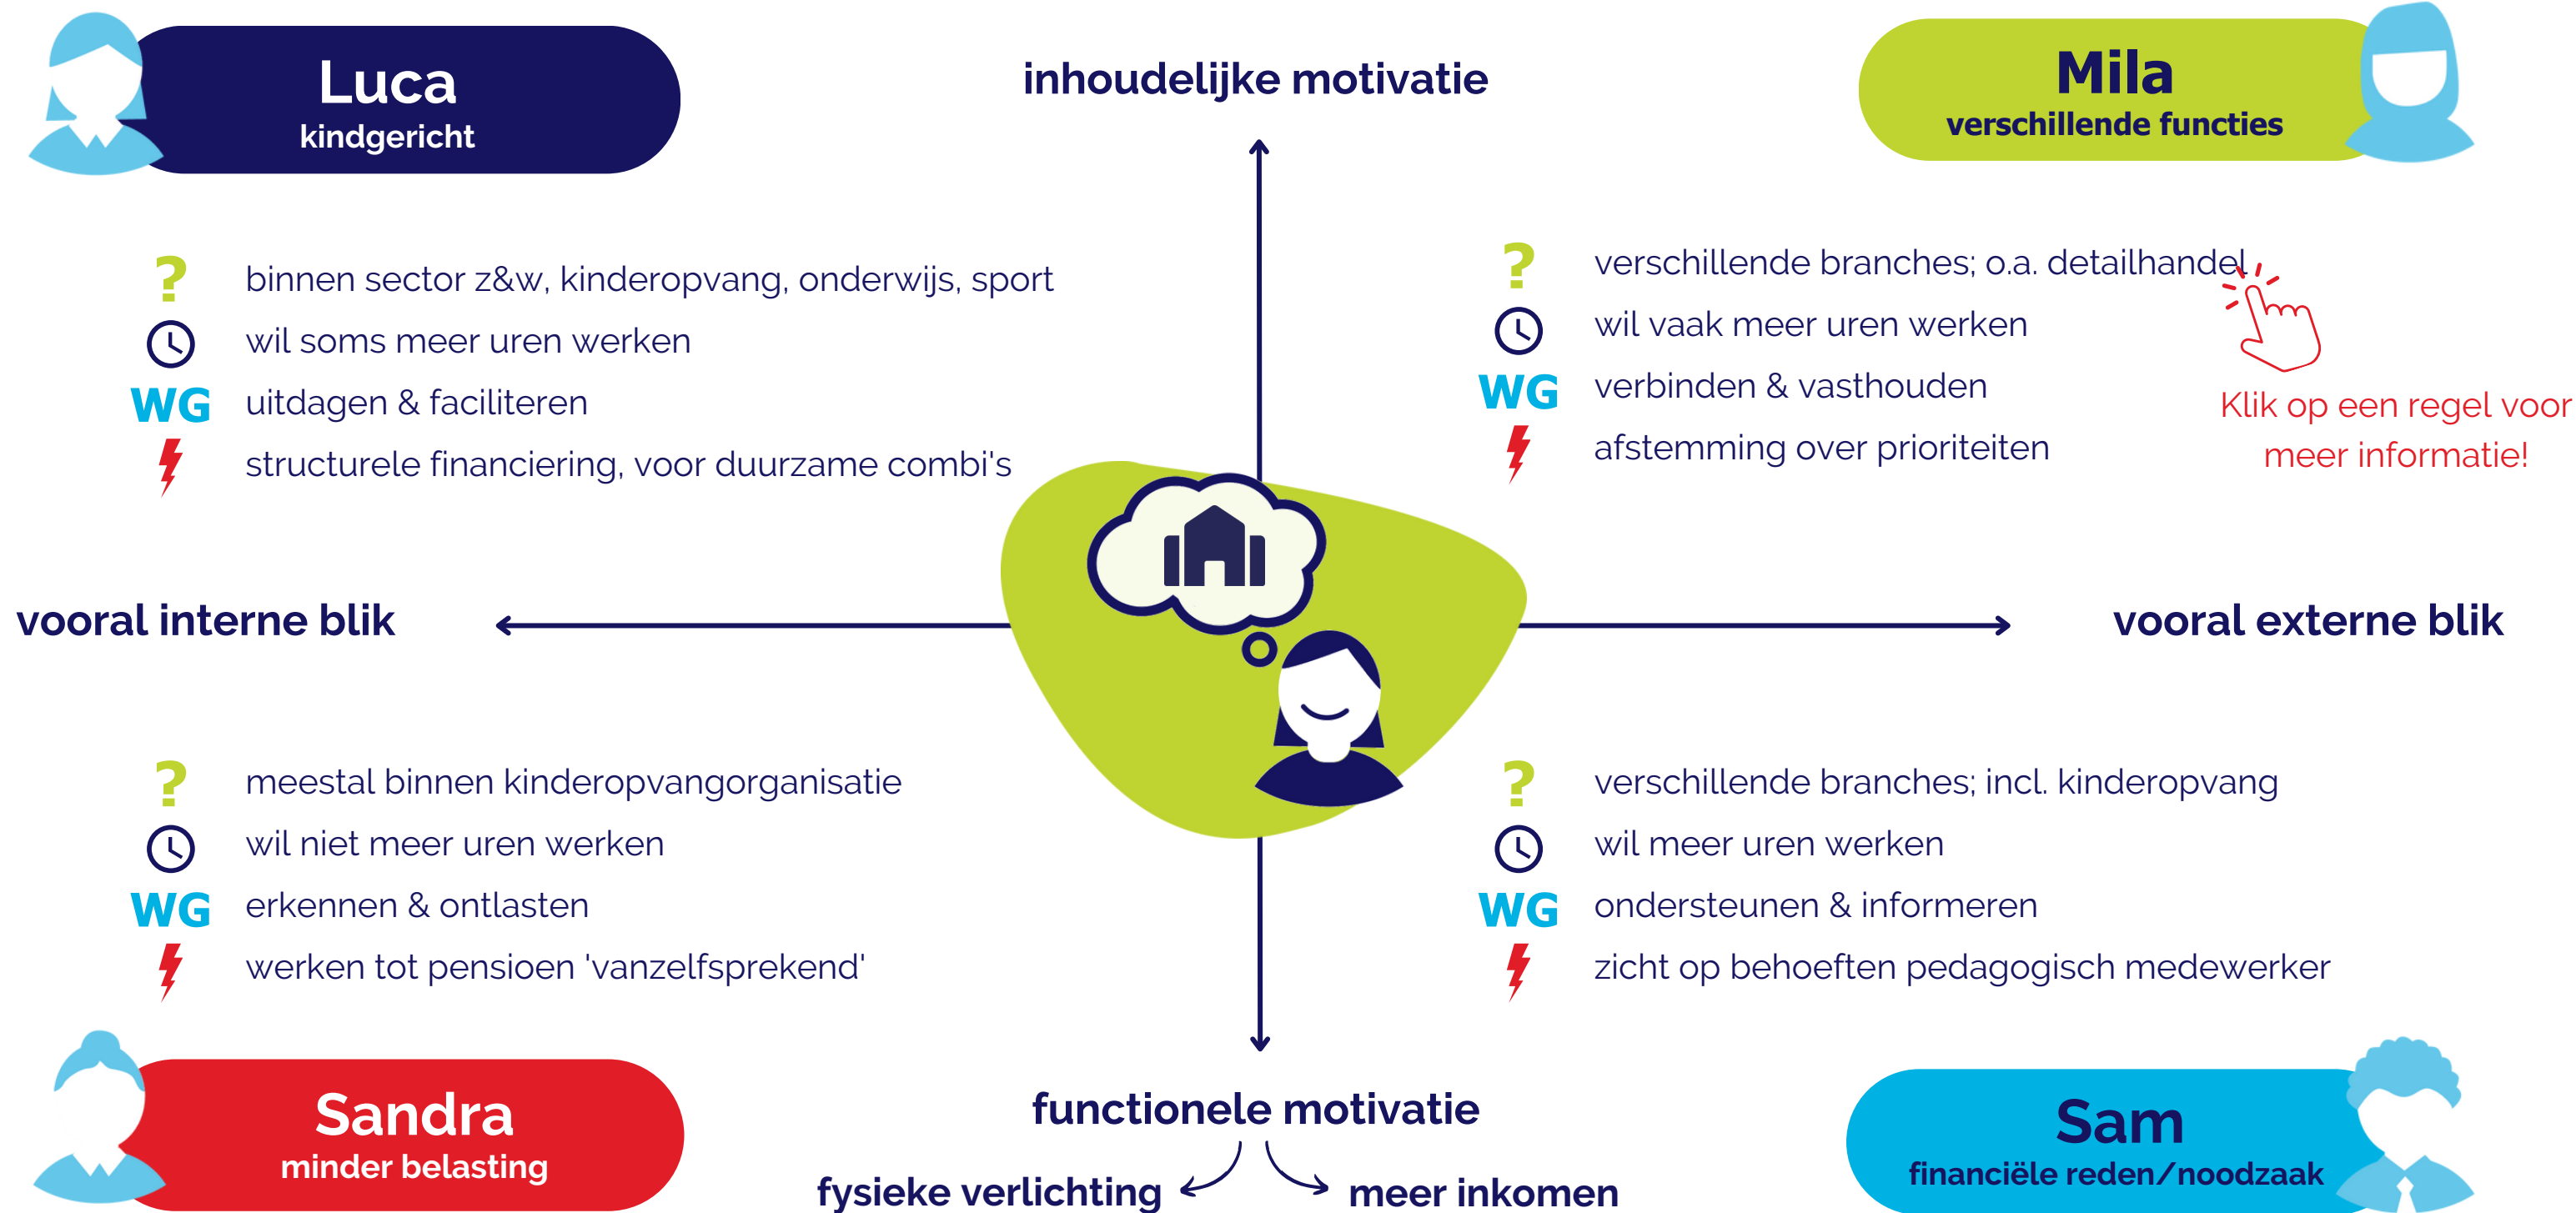 Luca
kindgericht
inhoudelijke motivatie
Mila
verschillende functies
? binnen sector z&w, kinderopvang, onderwijs, sport
wil soms meer uren werken
WG uitdagen & faciliteren
structurele financiering, voor duurzame combi's
? verschillende branches; o.a. detailhandel
wil vaak meer uren werken
WG verbinden & vasthouden
afstemming over prioriteiten
Klik op een regel voor
meer informatie!
vooral interne blik
vooral externe blik
? meestal binnen kinderopvangorganisatie
wil niet meer uren werken
WG erkennen & ontlasten
werken tot pensioen 'vanzelfsprekend'
? verschillende branches; incl. kinderopvang
wil meer uren werken
WG ondersteunen & informeren
zicht op behoeften pedagogisch medewerker
Sandra
minder belasting
functionele motivatie
fysieke verlichting
meer inkomen
Sam
financiële reden/noodzaak